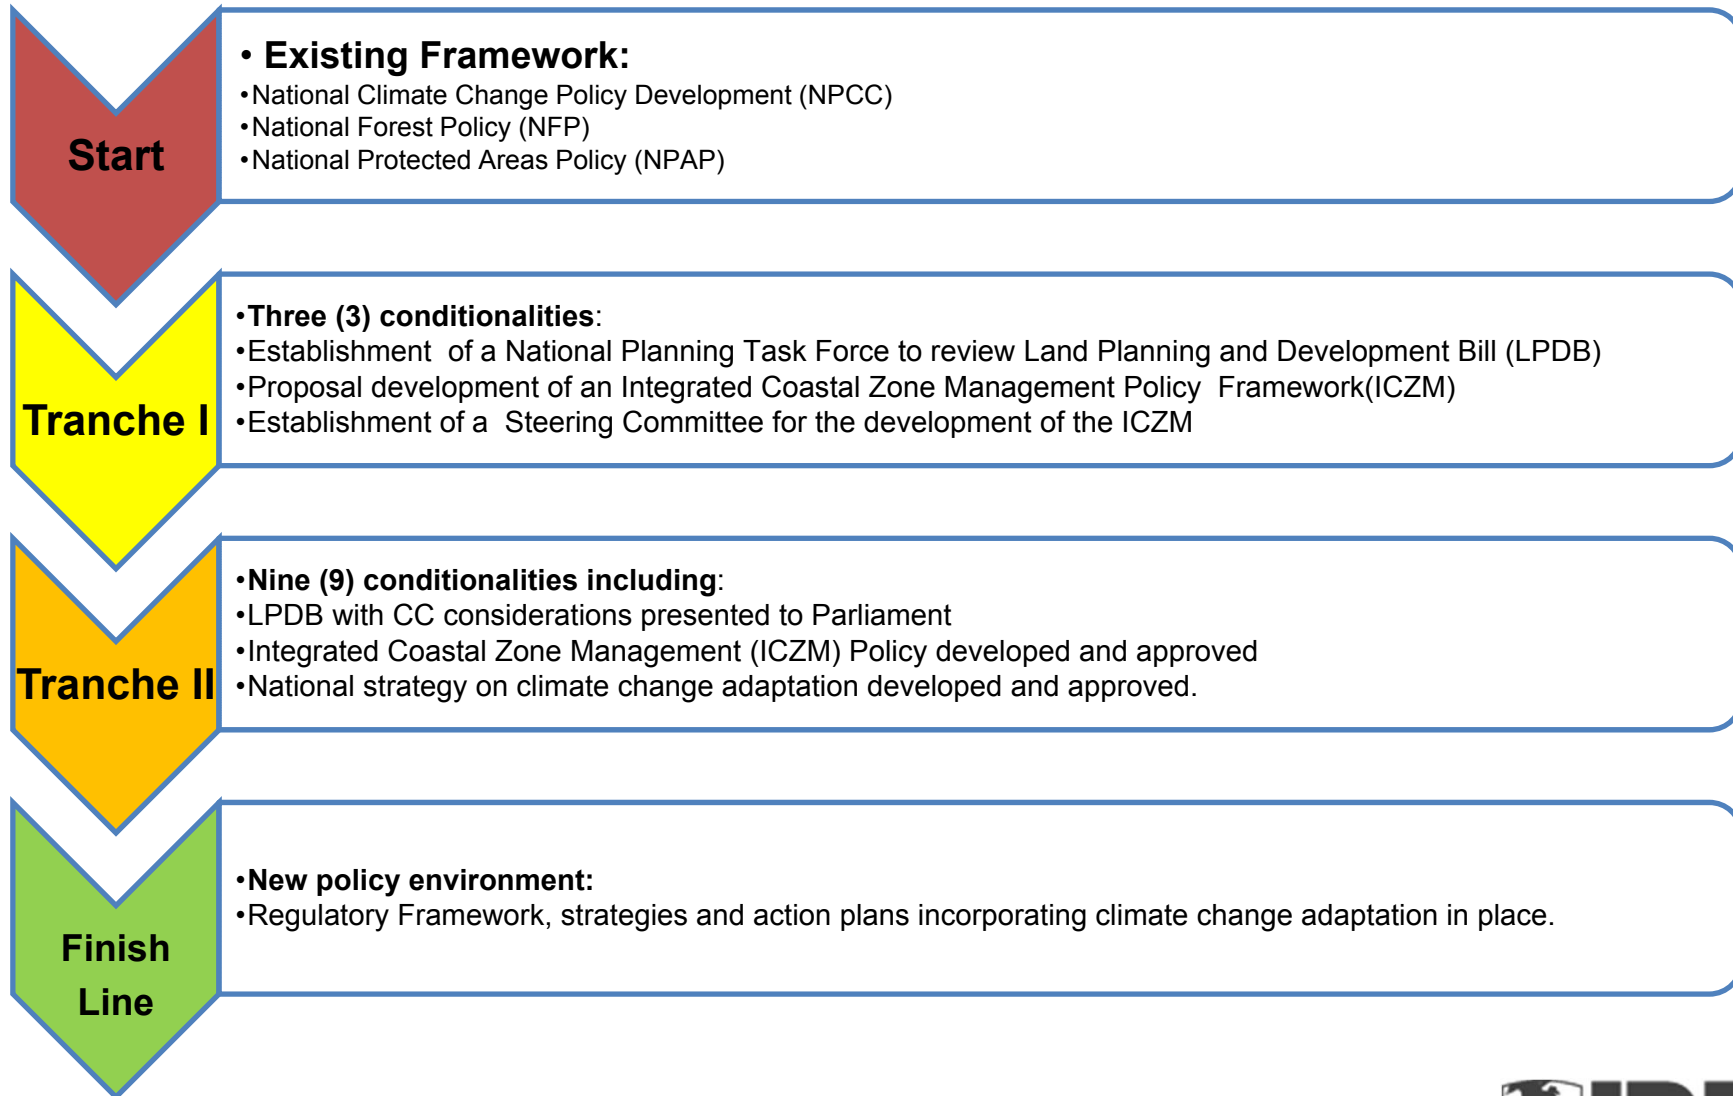 Start
• Existing Framework:
•National Climate Change Policy Development (NPCC)
•National Forest Policy (NFP)
•National Protected Areas Policy (NPAP)
Tranche I
•Three (3) conditionalities:
•Establishment  of a National Planning Task Force to review Land Planning and Development Bill (LPDB)
•Proposal development of an Integrated Coastal Zone Management Policy  Framework(ICZM)
•Establishment of a  Steering Committee for the development of the ICZM
Tranche II
•Nine (9) conditionalities including:
•LPDB with CC considerations presented to Parliament
•Integrated Coastal Zone Management (ICZM) Policy developed and approved
•National strategy on climate change adaptation developed and approved.
Finish
Line
•New policy environment:
•Regulatory Framework, strategies and action plans incorporating climate change adaptation in place.